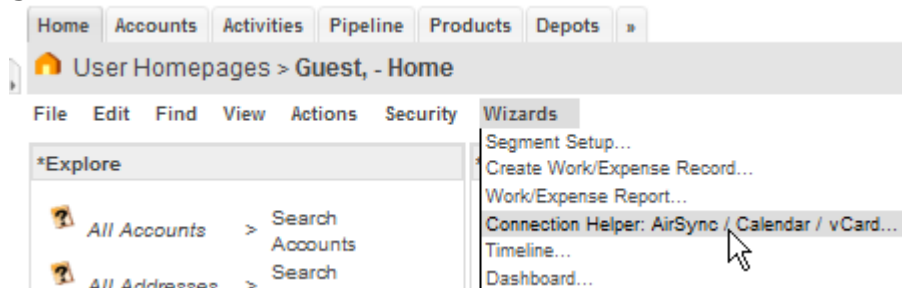 Home Accounts Activities Pipeline Products Depots »
User Homepages > Guest, - Home
File Edit Find View Actions Security Wizards
*Explore
All Accounts > Search Accounts
All Addresses > Search
Segment Setup...
Create Work/Expense Record...
Work/Expense Report...
Connection Helper: AirSync / Calendar / vCard...
Timeline...
Dashboard...